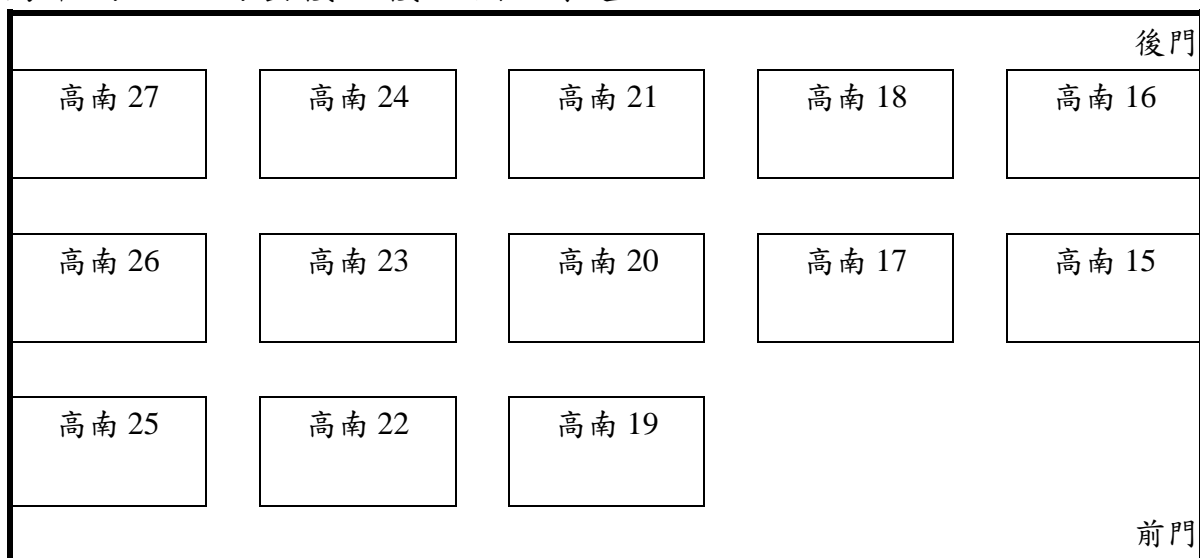 後門
高南 27 高南 24 高南 21 高南 18 高南 16
高南 26 高南 23 高南 20 高南 17 高南 15
高南 25 高南 22 高南 19
前門